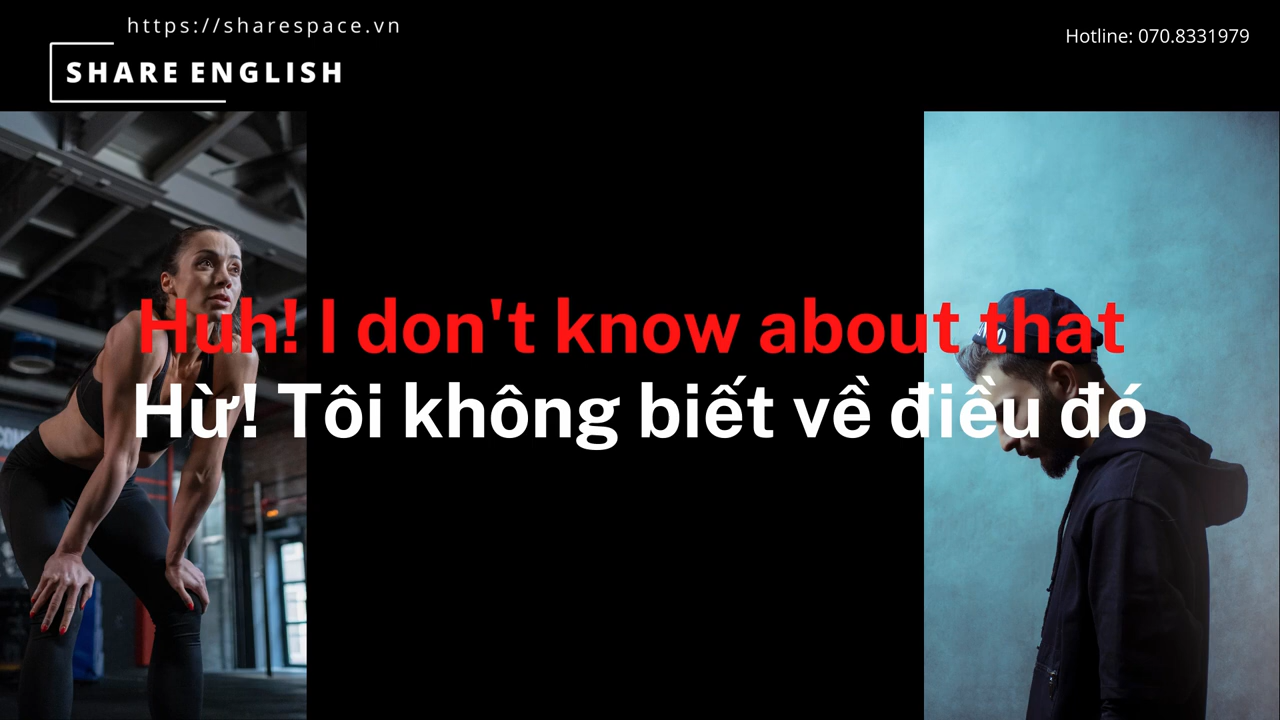 https://sharespace.vn
Hotline: 070.8331979
SHARE ENGLISH
Huh! I don't know about that
Hừ! Tôi không biết về điều đó